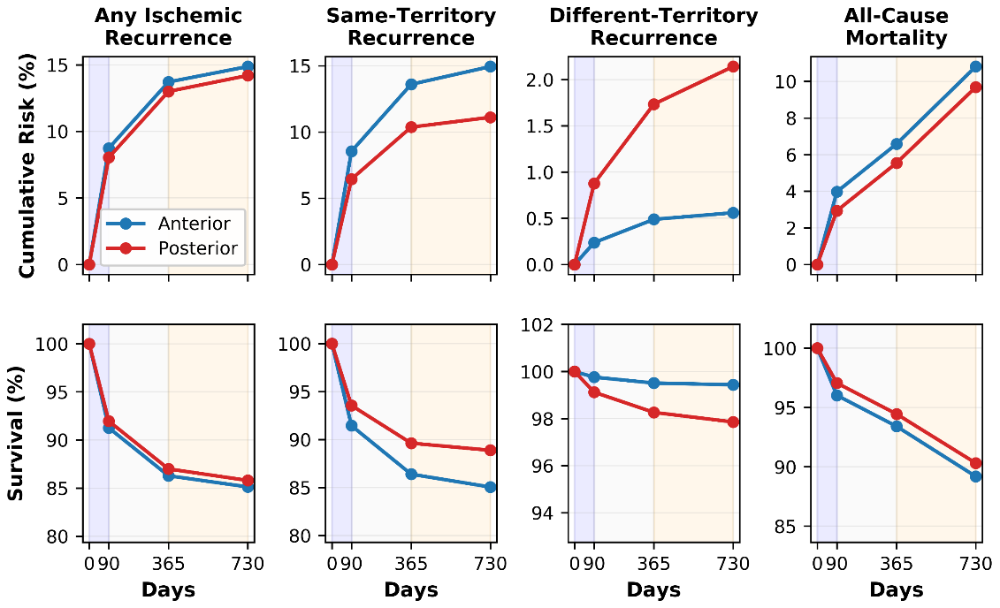 Any Ischemic
Recurrence
Same-Territory
Recurrence
Different-Territory
Recurrence
All-Cause
Mortality
Cumulative Risk (%)
15
10
5
0
Anterior
Posterior
15
10
5
0
2.0
1.5
1.0
0.5
0.0
10
8
6
4
2
0
Survival (%)
100
95
90
85
80
0 90 365 730
Days
100
95
90
85
80
0 90 365 730
Days
102
100
98
96
94
0 90 365 730
Days
100
95
90
85
0 90 365 730
Days